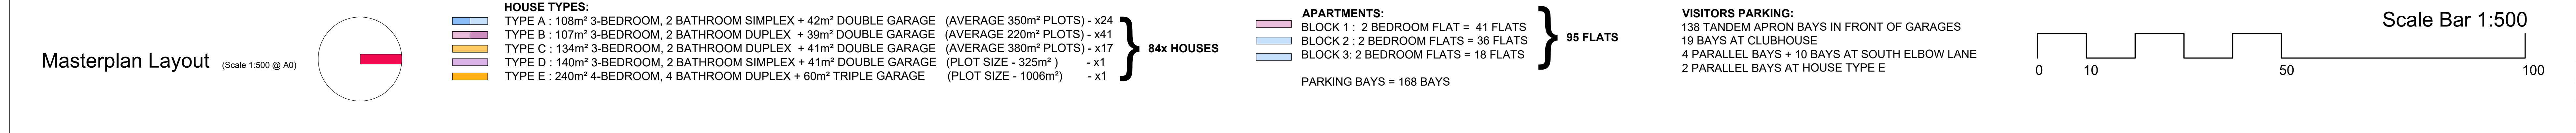 Masterplan Layout (Scale 1:500 @ A0)
HOUSE TYPES:
TYPE A : 108m² 3-BEDROOM, 2 BATHROOM SIMPLEX + 42m² DOUBLE GARAGE (AVERAGE 350m² PLOTS) - x24
TYPE B : 107m² 3-BEDROOM, 2 BATHROOM DUPLEX + 39m² DOUBLE GARAGE (AVERAGE 220m² PLOTS) - x41
TYPE C : 134m² 3-BEDROOM, 2 BATHROOM DUPLEX + 41m² DOUBLE GARAGE (AVERAGE 380m² PLOTS) - x17
TYPE D : 140m² 3-BEDROOM, 2 BATHROOM SIMPLEX + 41m² DOUBLE GARAGE (PLOT SIZE - 325m² ) - x1
TYPE E : 240m² 4-BEDROOM, 4 BATHROOM DUPLEX + 60m² TRIPLE GARAGE (PLOT SIZE - 1006m²) - x1
84x HOUSES
APARTMENTS:
BLOCK 1 : 2 BEDROOM FLAT = 41 FLATS
BLOCK 2 : 2 BEDROOM FLATS = 36 FLATS
BLOCK 3: 2 BEDROOM FLATS = 18 FLATS
PARKING BAYS = 168 BAYS
95 FLATS
VISITORS PARKING:
138 TANDEM APRON BAYS IN FRONT OF GARAGES
19 BAYS AT CLUBHOUSE
4 PARALLEL BAYS + 10 BAYS AT SOUTH ELBOW LANE
2 PARALLEL BAYS AT HOUSE TYPE E
Scale Bar 1:500
0 10 50 100